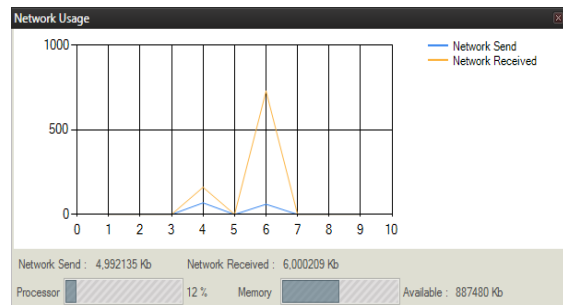 Network Usage
1000
Network Send
Network Received
500
0
0 1 2 3 4 5 6 7 8 9 10
Network Send : 4,992135 Kb Network Received : 6,000209 Kb
Processor 12 % Memory Available : 887480 Kb